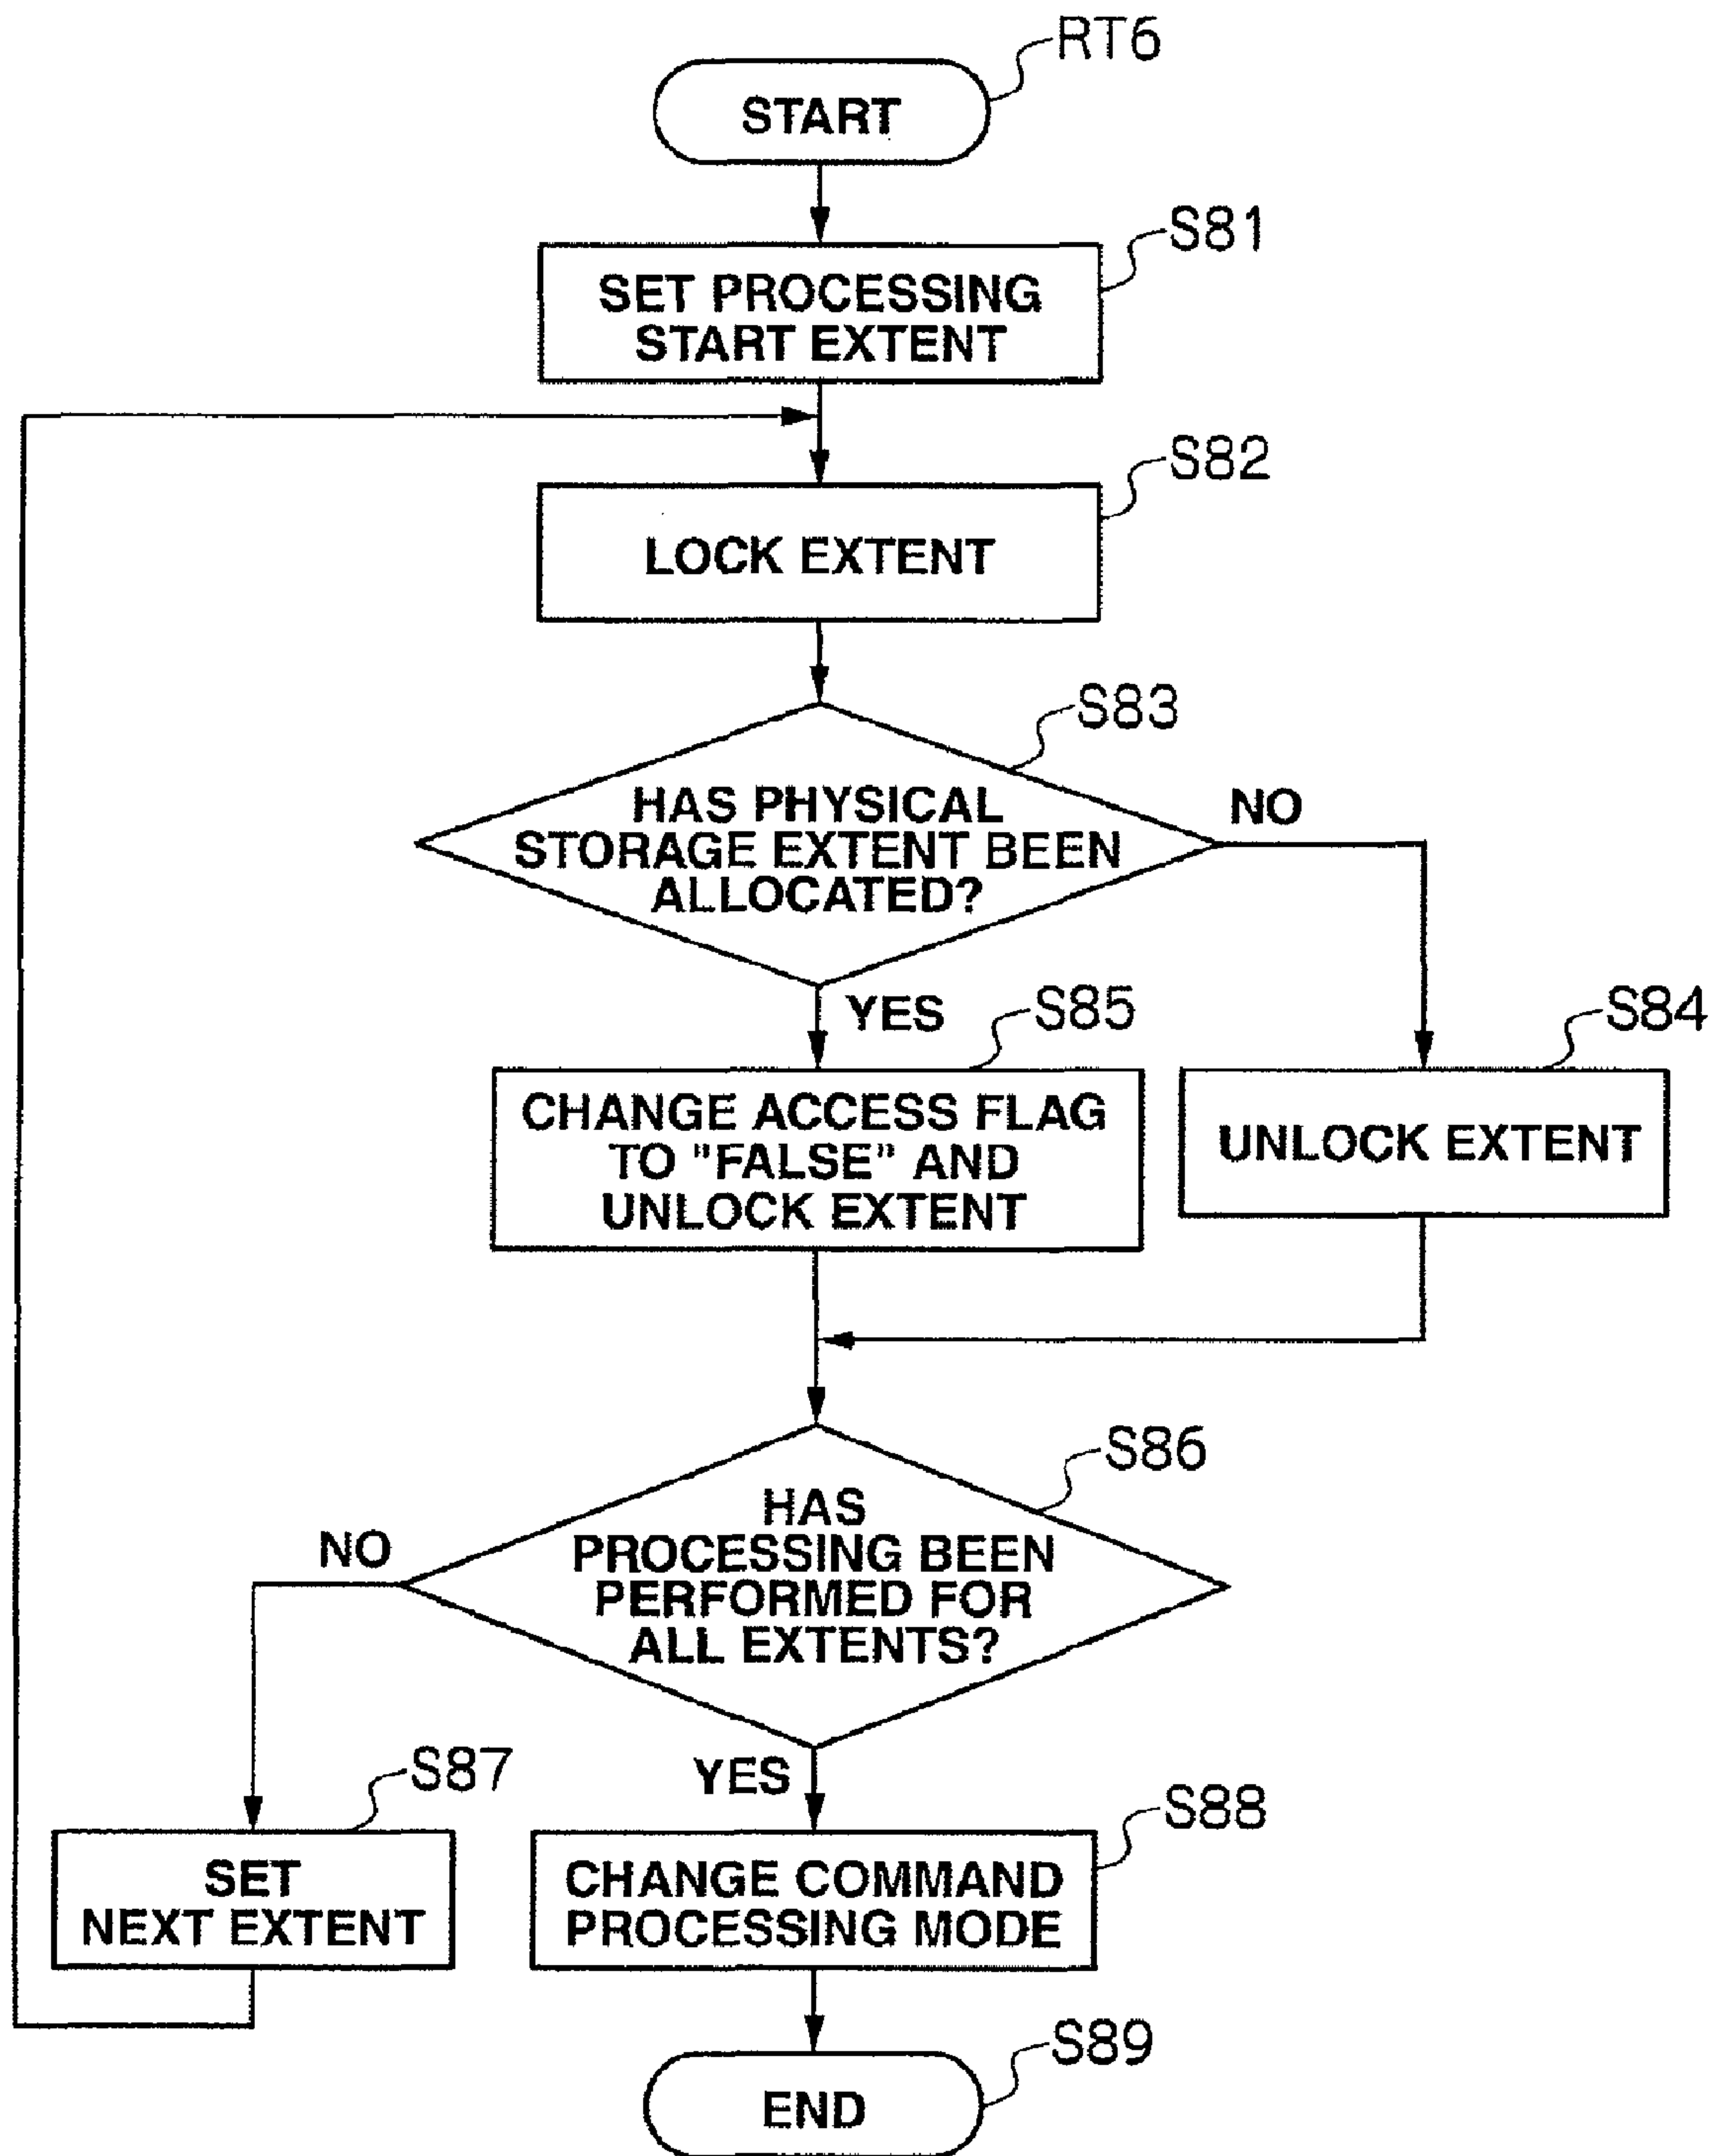 RT6
START
S81
SET PROCESSING
START EXTENT
S82
LOCK EXTENT
S83
HAS PHYSICAL
STORAGE EXTENT BEEN
ALLOCATED?
NO
YES
S85
S84
CHANGE ACCESS FLAG
TO "FALSE" AND
UNLOCK EXTENT
UNLOCK EXTENT
S86
HAS
PROCESSING BEEN
PERFORMED FOR
ALL EXTENTS?
NO
YES
S87
S88
SET
NEXT EXTENT
CHANGE COMMAND
PROCESSING MODE
S89
END